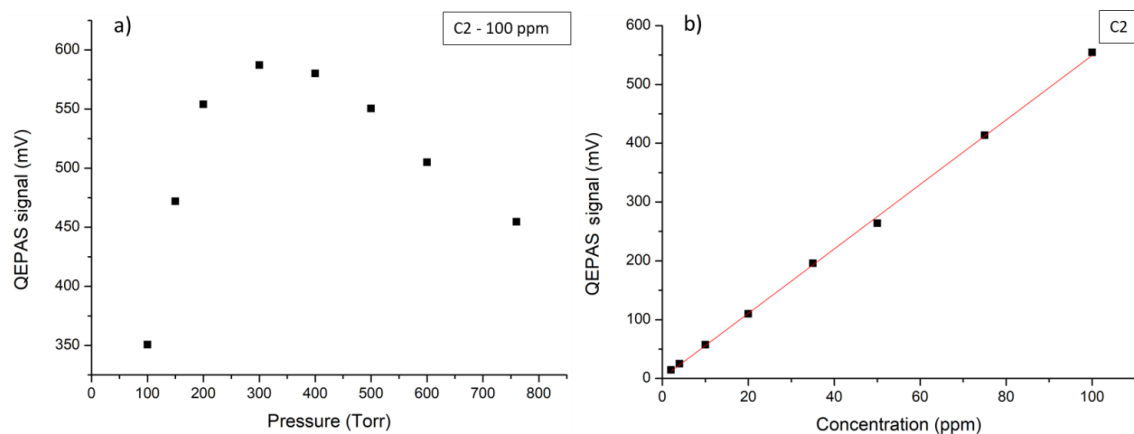 a)
C2 - 100 ppm
600
550
500
450
400
350
QEPAS signal (mV)
0 100 200 300 400 500 600 700 800
Pressure (Torr)
b)
C2
600
500
400
300
200
100
0
QEPAS signal (mV)
0 20 40 60 80 100
Concentration (ppm)